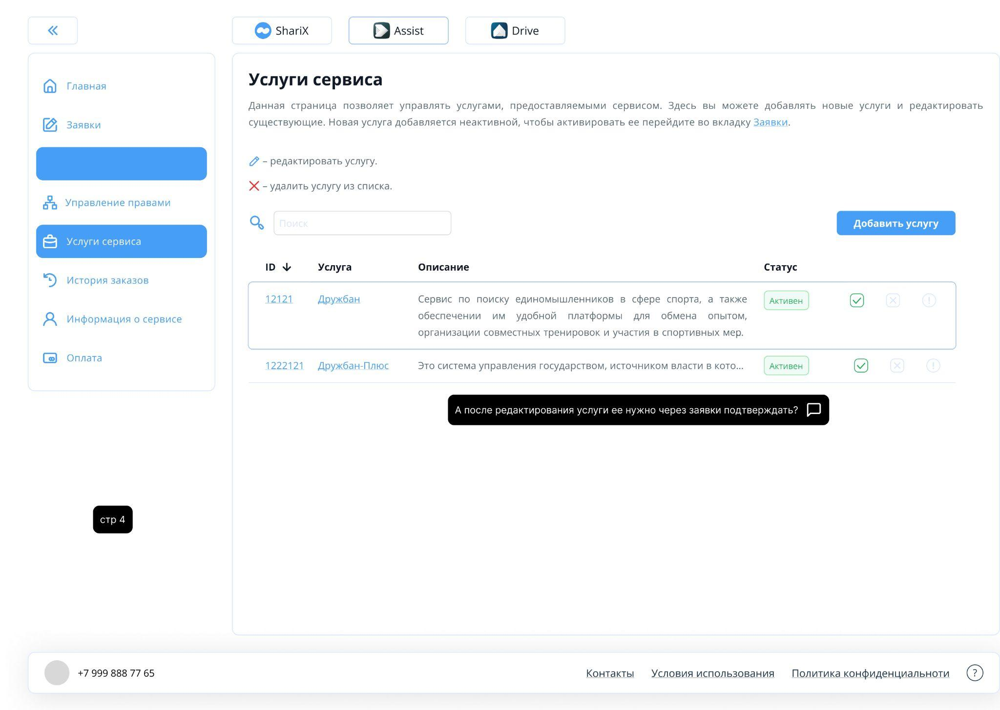 ShariX
Assist
Drive
Главная
Заявки
Управление правами
Услуги сервиса
История заказов
Информация о сервисе
Оплата
стр 4
Услуги сервиса
Данная страница позволяет управлять услугами, предоставляемыми сервисом. Здесь вы можете добавлять новые услуги и редактировать
существующие. Новая услуга добавляется неактивной, чтобы активировать ее перейдите во вкладку Заявки.
– редактировать услугу.
– удалить услугу из списка.
Поиск
Добавить услугу
ID Услуга Описание Статус
12121 Дружбан Сервис по поиску единомышленников в сфере спорта, а также Активен
обеспечении им удобной платформы для обмена опытом,
организации совместных тренировок и участия в спортивных мер.
1222121 Дружбан-Плюс Это система управления государством, источником власти в кото... Активен
А после редактирования услуги ее нужно через заявки подтверждать?
+7 999 888 77 65
Контакты Условия использования Политика конфиденциальноти ?